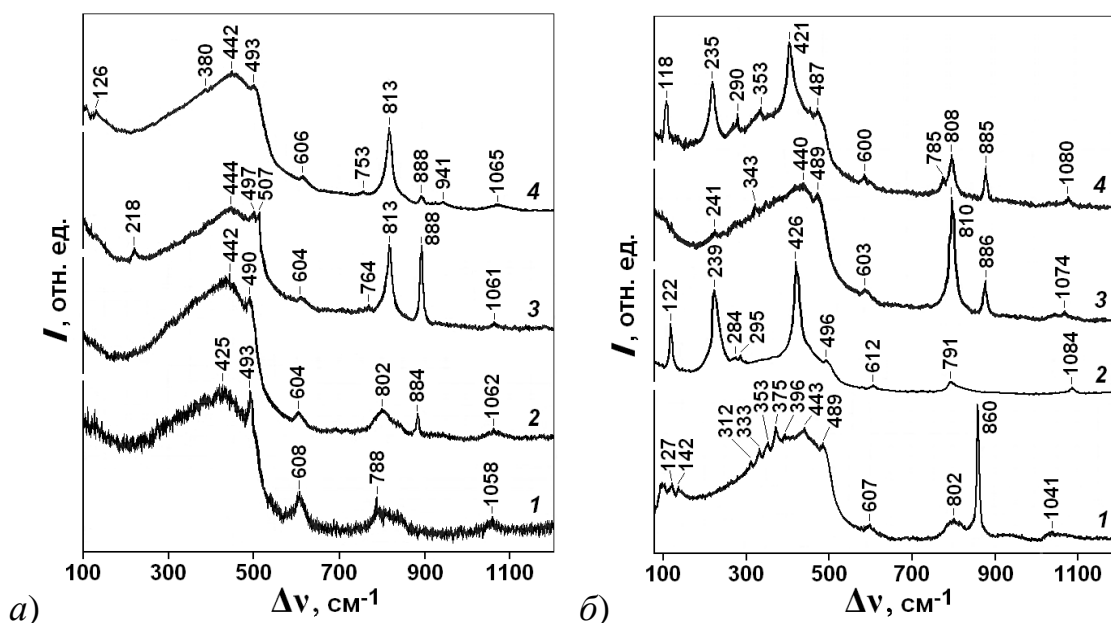 126 380 442 493 606 753 813 888 941 1065 4
218 444 497 507 604 764 813 888 1061 3
442 490 604 802 884 1062 2
425 493 608 788 1058 1
I, отн. ед.
100 300 500 700 900 1100
Δν, см-1
а)
118 235 290 353 421 487 600 785 808 885 1080 4
241 343 440 489 603 810 886 1074 3
122 239 284 295 426 496 612 791 1084 2
127 142 312 333 353 375 396 443 489 607 802 860 1041 1
I, отн. ед.
100 300 500 700 900 1100
Δν, см-1
б)